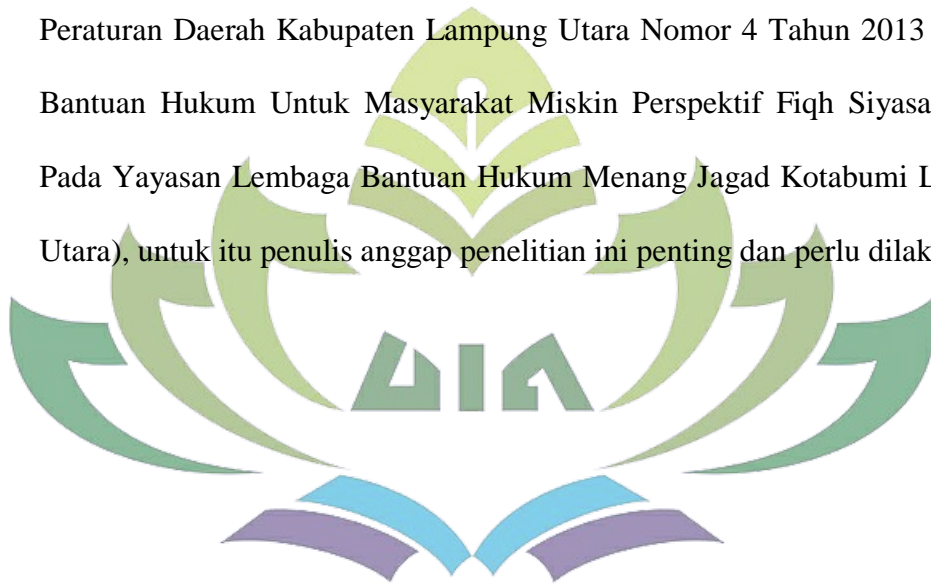 Peraturan Daerah Kabupaten Lampung Utara Nomor 4 Tahun 2013
Bantuan Hukum Untuk Masyarakat Miskin Perspektif Fiqh Siyasa
Pada Yayasan Lembaga Bantuan Hukum Menang Jagad Kotabumi L
Utara), untuk itu penulis anggap penelitian ini penting dan perlu dilak
UIN